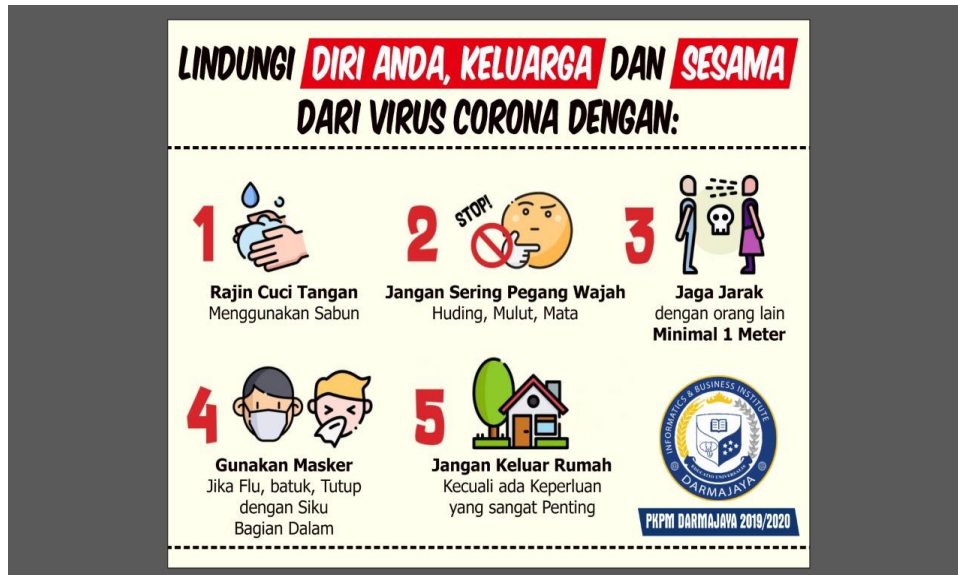 LINDUNGI DIRI ANDA, KELUARGA DAN SESAMA
DARI VIRUS CORONA DENGAN:
1
Rajin Cuci Tangan
Menggunakan Sabun
2
STOP!
Jangan Sering Pegang Wajah
Huding, Mulut, Mata
3
Jaga Jarak
dengan orang lain
Minimal 1 Meter
4
Gunakan Masker
Jika Flu, batuk, Tutup
dengan Siku
Bagian Dalam
5
Jangan Keluar Rumah
Kecuali ada Keperluan
yang sangat Penting
INFORMATICS & BUSINESS INSTITUTE
DARMAJAYA
PKPM DARMAJAYA 2019/2020